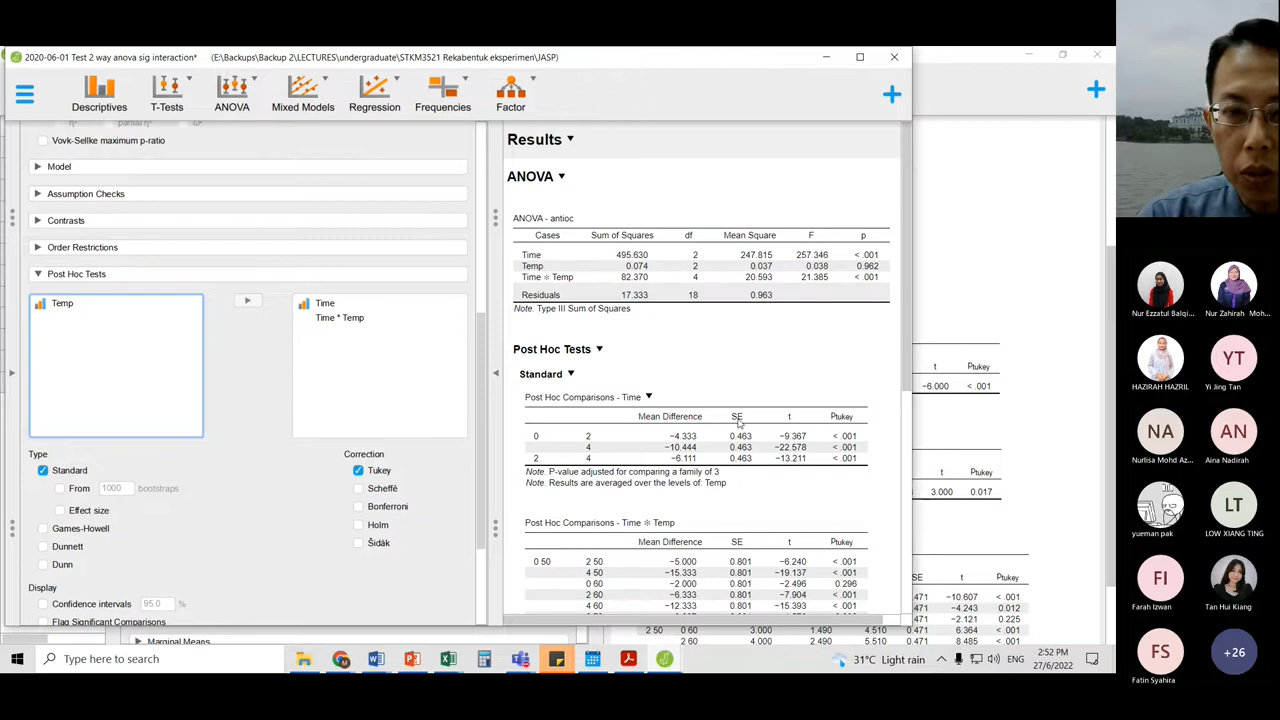 2020-06-01 Test 2 way anova sig interaction* (E:\Backups\Backup 2\LECTURES\undergraduate\STKM3521 Rekabentuk eksperimen\JASP)
Descriptives T-Tests ANOVA Mixed Models Regression Frequencies Factor
Vovk-Sellke maximum p-ratio
Model
Assumption Checks
Contrasts
Order Restrictions
Post Hoc Tests
Temp
Time
Time * Temp
Type
Standard
From 1000 bootstraps
Effect size
Games-Howell
Dunnett
Dunn
Correction
Tukey
Scheffé
Bonferroni
Holm
Šidák
Display
Confidence intervals 95.0 %
Flag Significant Comparisons
Marginal Means
Results
ANOVA
ANOVA - antioc
Cases Sum of Squares df Mean Square F p
Time 495.630 2 247.815 257.346 < .001
Temp 0.074 2 0.037 0.038 0.962
Time ✻ Temp 82.370 4 20.593 21.385 < .001
Residuals 17.333 18 0.963
Note. Type III Sum of Squares
Post Hoc Tests
Standard
Post Hoc Comparisons - Time
Mean Difference SE t Ptukey
0 2 −4.333 0.463 −9.367 < .001
4 −10.444 0.463 −22.578 < .001
2 4 −6.111 0.463 −13.211 < .001
Note. P-value adjusted for comparing a family of 3
Note. Results are averaged over the levels of: Temp
Post Hoc Comparisons - Time ✻ Temp
Mean Difference SE t Ptukey
0 50 2 50 −5.000 0.801 −6.240 < .001
4 50 −15.333 0.801 −19.137 < .001
0 60 −2.000 0.801 −2.496 0.296
2 60 −6.333 0.801 −7.904 < .001
4 60 −12.333 0.801 −15.393 < .001
t Ptukey
−6.000 < .001
t Ptukey
3.000 0.017
SE t Ptukey
471 −10.607 < .001
471 −4.243 0.012
471 −2.121 0.225
2 50 0 60 3.000 1.490 4.510 0.471 6.364 < .001
2 60 4.000 2.490 5.510 0.471 8.485 < .001
Type here to search
31°C Light rain
ENG
2:52 PM
27/6/2022
Nur Ezzatul Balqi...
Nur Zahirah Moh...
HAZIRAH HAZRIL
YT
Yi Jing Tan
NA
Nurlisa Mohd Az...
AN
Aina Nadirah
yueman pak
LT
LOW XIANG TING
FI
Farah Izwan
Tan Hui Kiang
FS
Fatin Syahira
+26